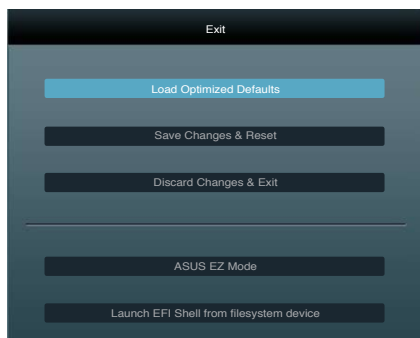 Exit
Load Optimized Defaults
Save Changes & Reset
Discard Changes & Exit
ASUS EZ Mode
Launch EFI Shell from filesystem device